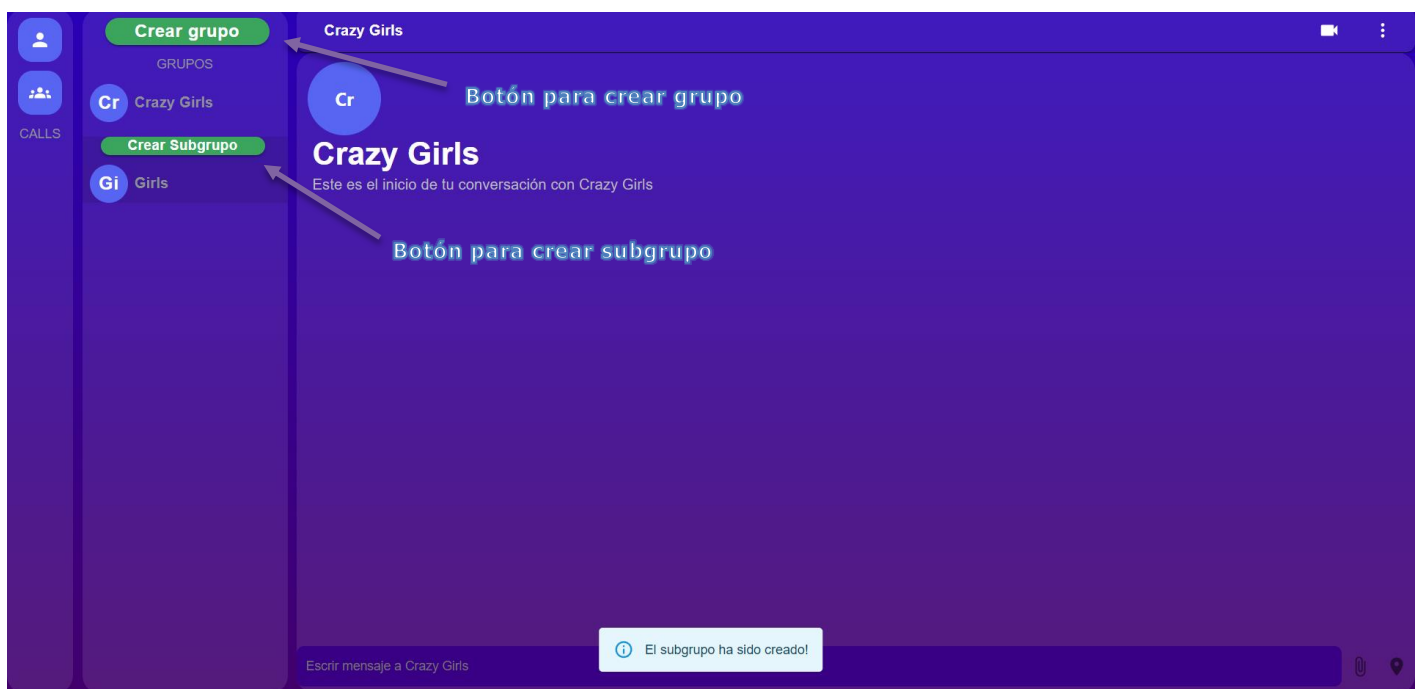 Crear grupo
Crazy Girls
GRUPOS
Cr Crazy Girls
CALLS
Crear Subgrupo
Gi Girls
Cr
Botón para crear grupo
Crazy Girls
Este es el inicio de tu conversación con Crazy Girls
Botón para crear subgrupo
El subgrupo ha sido creado!
Escrir mensaje a Crazy Girls